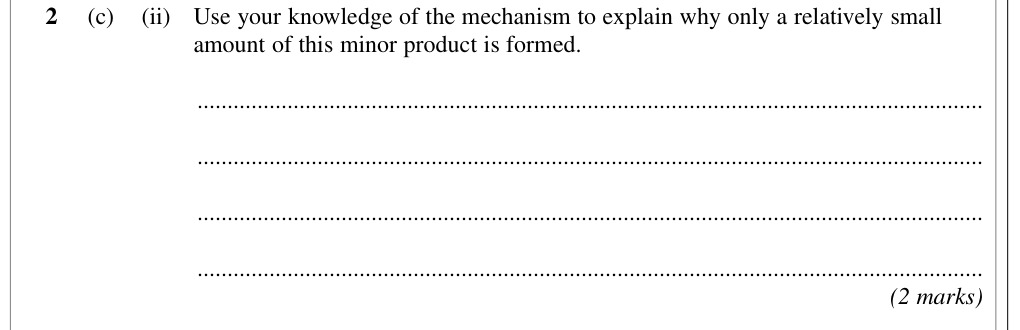 2 (c) (ii) Use your knowledge of the mechanism to explain why only a relatively small
amount of this minor product is formed.
....................................................................................................................................
....................................................................................................................................
....................................................................................................................................
....................................................................................................................................
(2 marks)